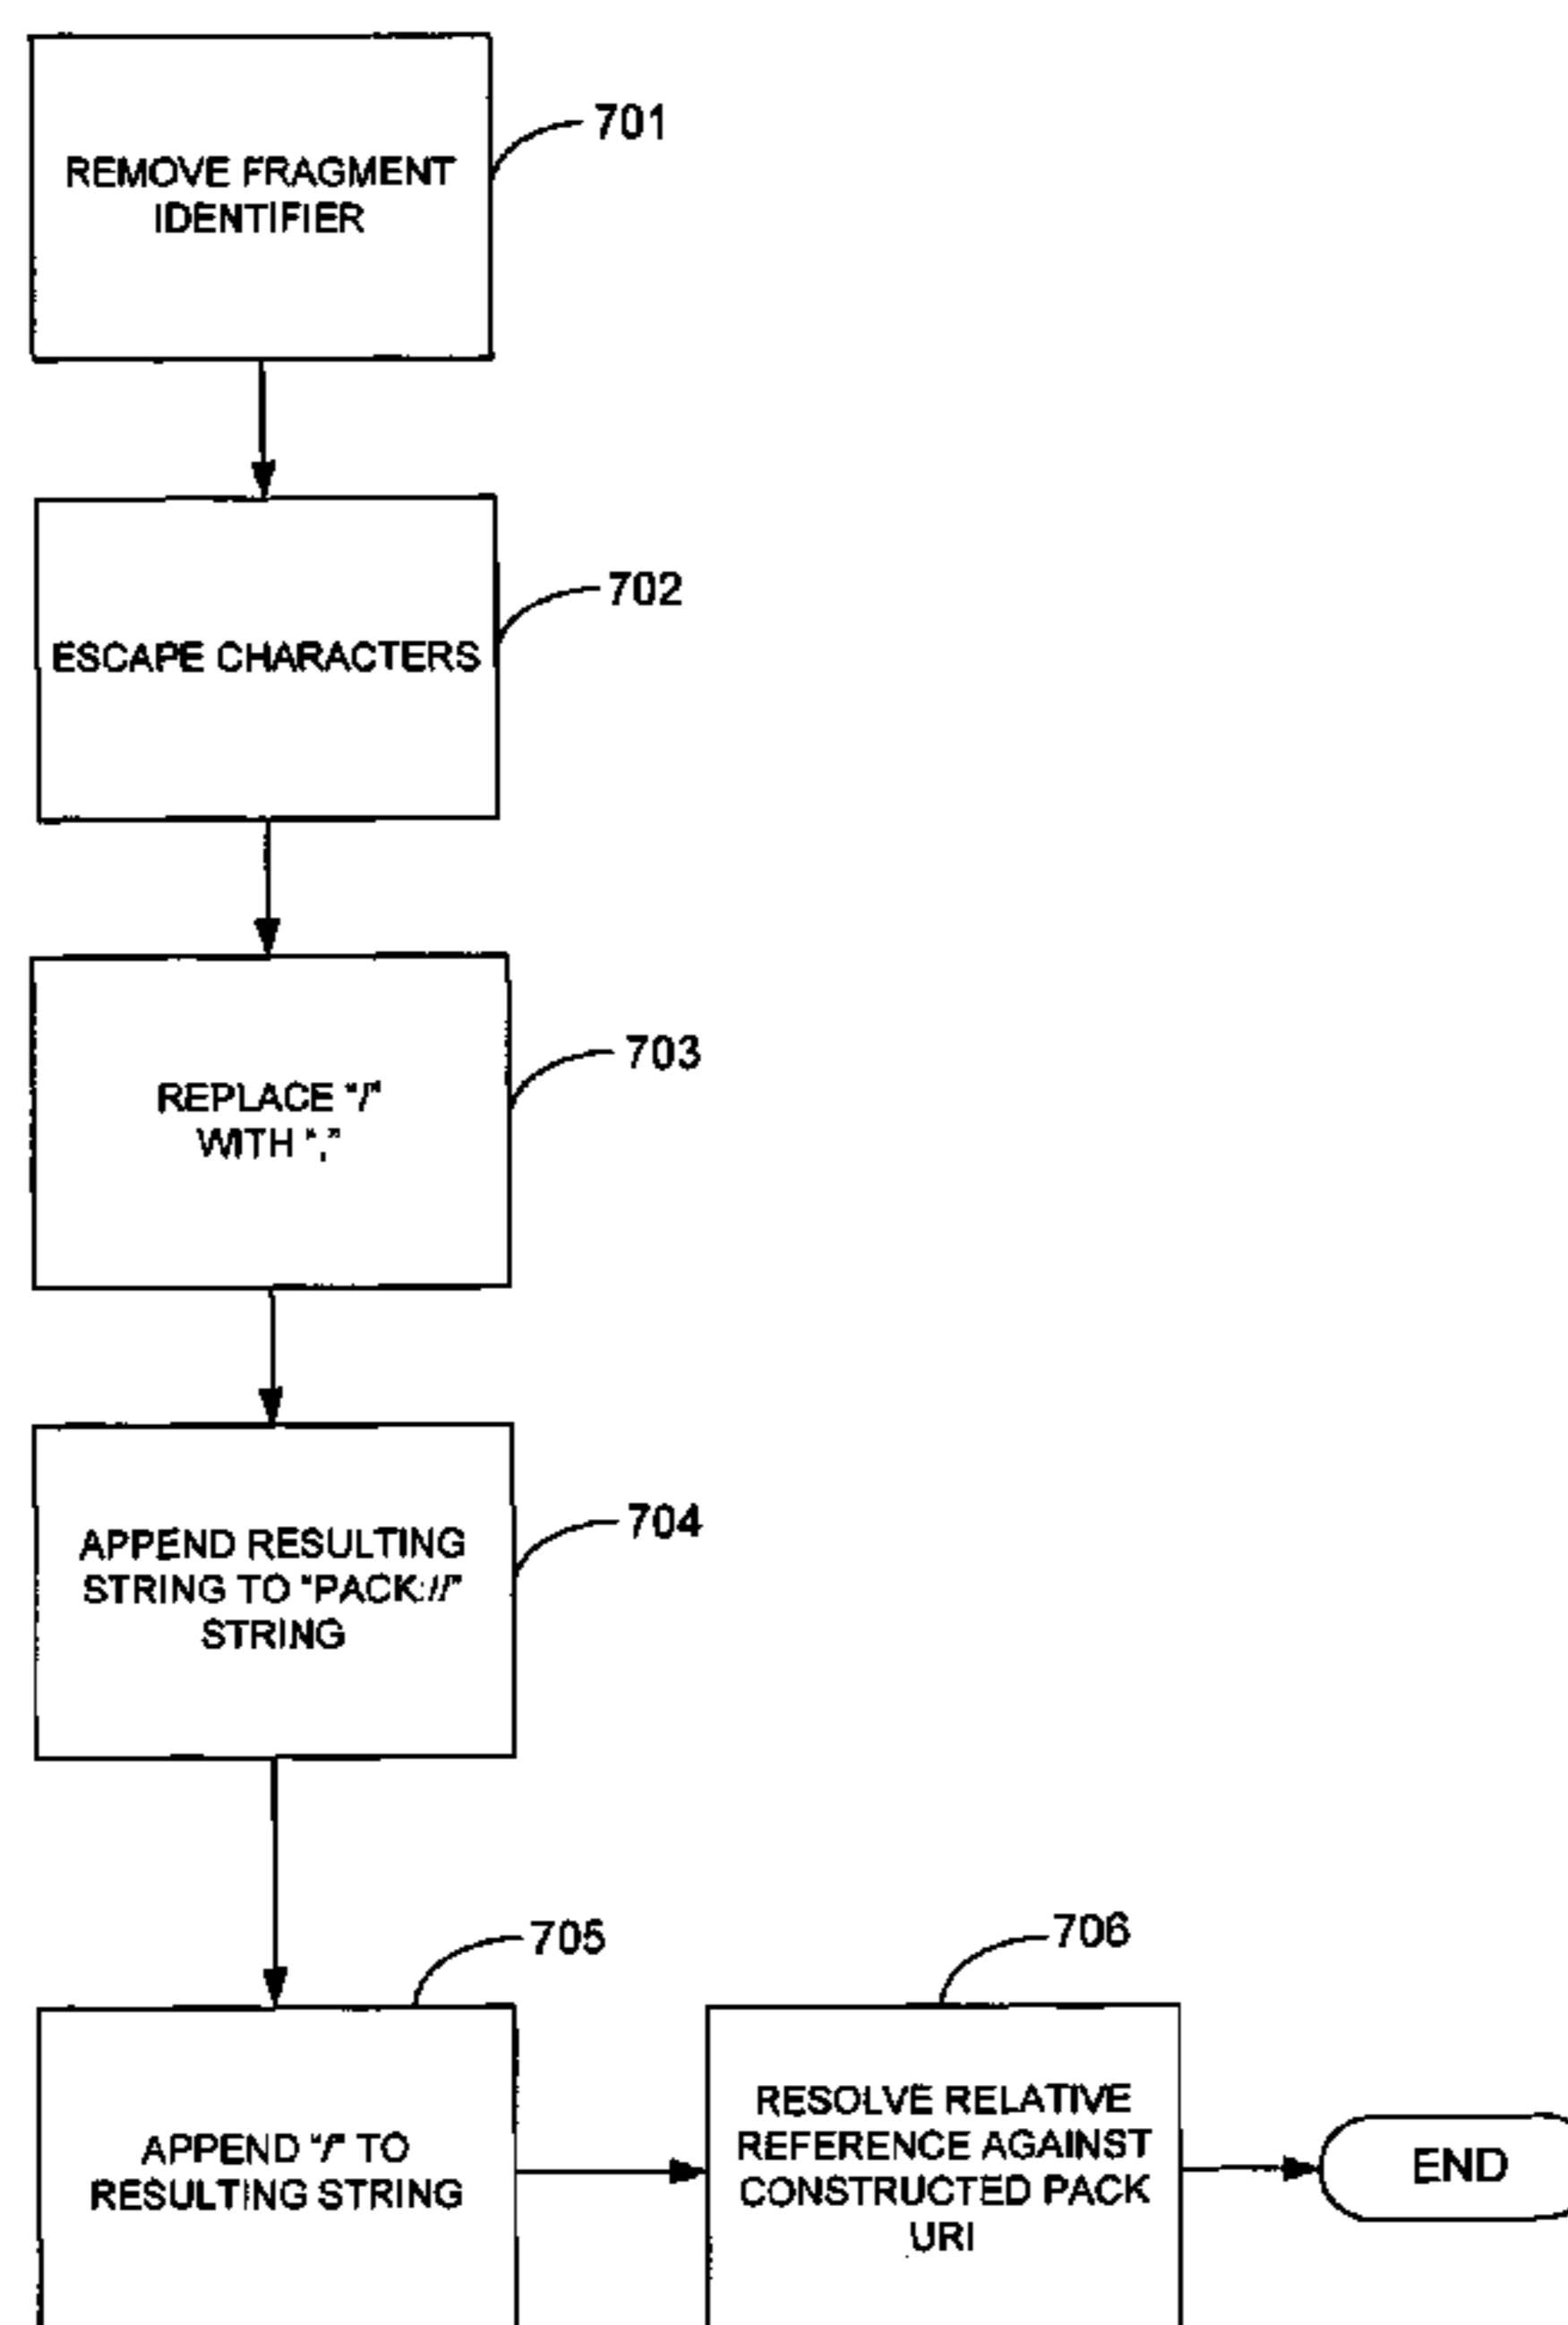 701
REMOVE FRAGMENT
IDENTIFIER
702
ESCAPE CHARACTERS
703
REPLACE "/"
WITH ","
704
APPEND RESULTING
STRING TO "PACK://"
STRING
705
706
APPEND "/" TO
RESULTING STRING
RESOLVE RELATIVE
REFERENCE AGAINST
CONSTRUCTED PACK
URI
END